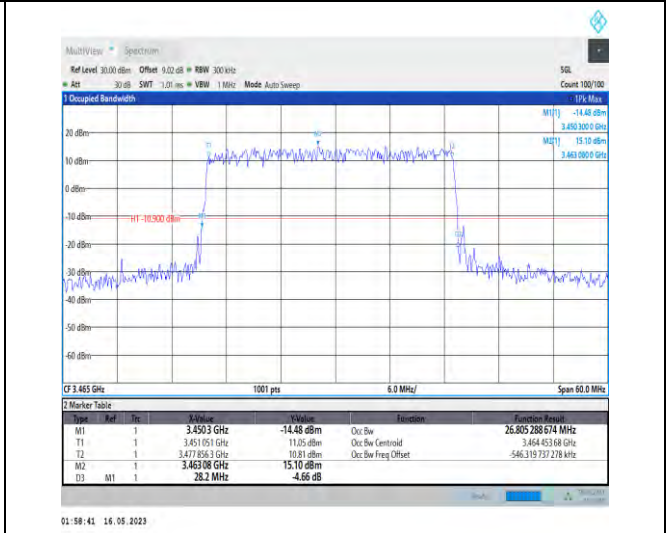 MultiView Spectrum
Ref Level 30.00 dBm Offset 9.02 dB RBW 300 kHz SGL
Att 30 dB SWT 1.01 ms VBW 1 MHz Mode Auto Sweep Count 100/100
1 Occupied Bandwidth 1Pk Max
M1[1] -14.48 dBm
3.450 300 0 GHz
M2[1] 15.10 dBm
3.463 080 0 GHz
20 dBm
10 dBm
0 dBm
-10 dBm
H1 -10.900 dBm
-20 dBm
-30 dBm
-40 dBm
-50 dBm
-60 dBm
T1
M2
M1
CF 3.465 GHz 1001 pts 6.0 MHz/ Span 60.0 MHz
2 Marker Table
Type Ref Trc X-Value Y-Value Function Function Result
M1 1 3.4503 GHz -14.48 dBm Occ Bw 26.805 288 674 MHz
T1 1 3.451 051 GHz 11.05 dBm Occ Bw Centroid 3.464 453 68 GHz
T2 1 3.477 856 3 GHz 10.81 dBm Occ Bw Freq Offset -546.319 737 278 kHz
M2 1 3.46308 GHz 15.10 dBm
D3 M1 1 28.2 MHz -4.66 dB
Ready
01:58:41 16.05.2023